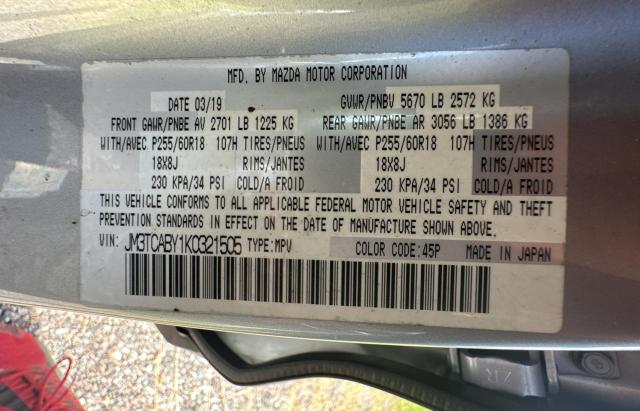 MFD. BY MAZDA MOTOR CORPORATION
DATE 03/19 GVWR/PNBV 5670 LB 2572 KG
FRONT GAWR/PNBE AV 2701 LB 1225 KG REAR GAWR/PNBE AR 3056 LB 1386 KG
WITH/AVEC P255/60R18 107H TIRES/PNEUS WITH/AVEC P255/60R18 107H TIRES/PNEUS
18X8J RIMS/JANTES 18X8J RIMS/JANTES
230 KPA/34 PSI COLD/A FROID 230 KPA/34 PSI COLD/A FROID
THIS VEHICLE CONFORMS TO ALL APPLICABLE FEDERAL MOTOR VEHICLE SAFETY AND THEFT
PREVENTION STANDARDS IN EFFECT ON THE DATE OF MANUFACTURE SHOWN ABOVE.
VIN: JM3TCABY1K0321505 TYPE:MPV COLOR CODE:45P MADE IN JAPAN